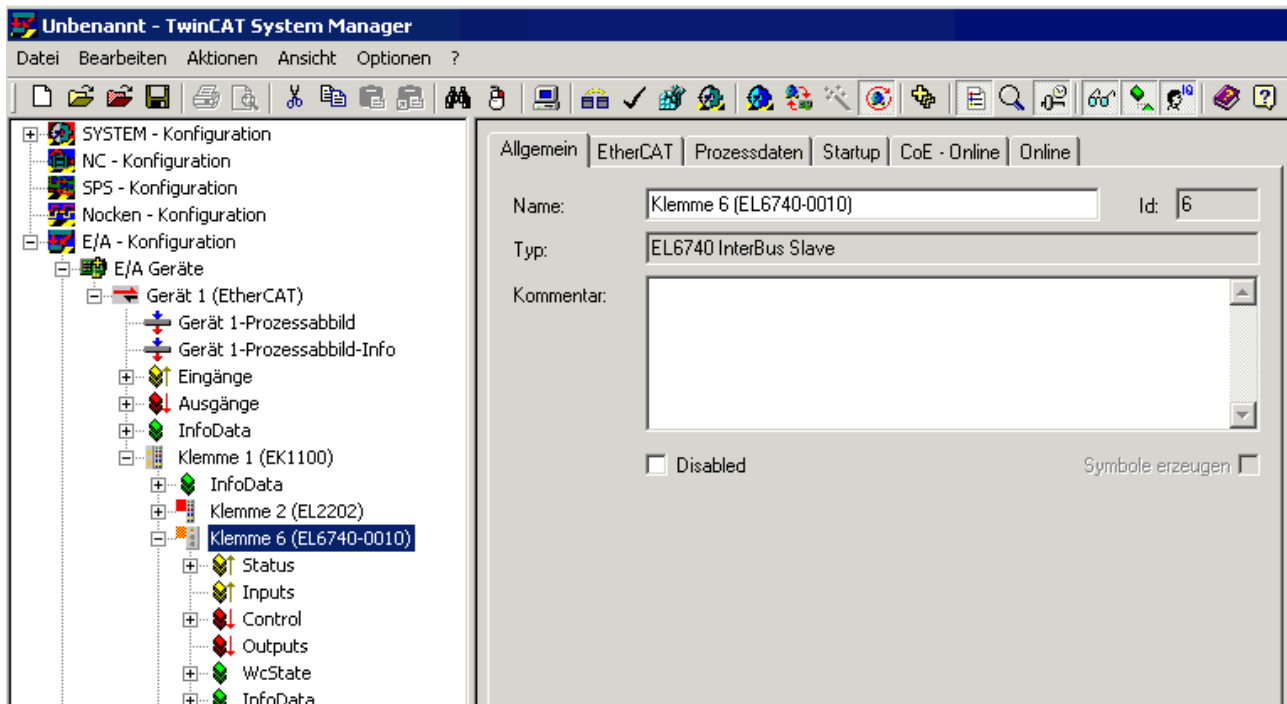 Unbenannt - TwinCAT System Manager
Datei Bearbeiten Aktionen Ansicht Optionen ?
SYSTEM - Konfiguration
NC - Konfiguration
SPS - Konfiguration
Nocken - Konfiguration
E/A - Konfiguration
E/A Geräte
Gerät 1 (EtherCAT)
Gerät 1-Prozessabbild
Gerät 1-Prozessabbild-Info
Eingänge
Ausgänge
InfoData
Klemme 1 (EK1100)
InfoData
Klemme 2 (EL2202)
Klemme 6 (EL6740-0010)
Status
Inputs
Control
Outputs
WcState
InfoData
Allgemein EtherCAT Prozessdaten Startup CoE - Online Online
Name: Klemme 6 (EL6740-0010) Id: 6
Typ: EL6740 InterBus Slave
Kommentar:
Disabled Symbole erzeugen